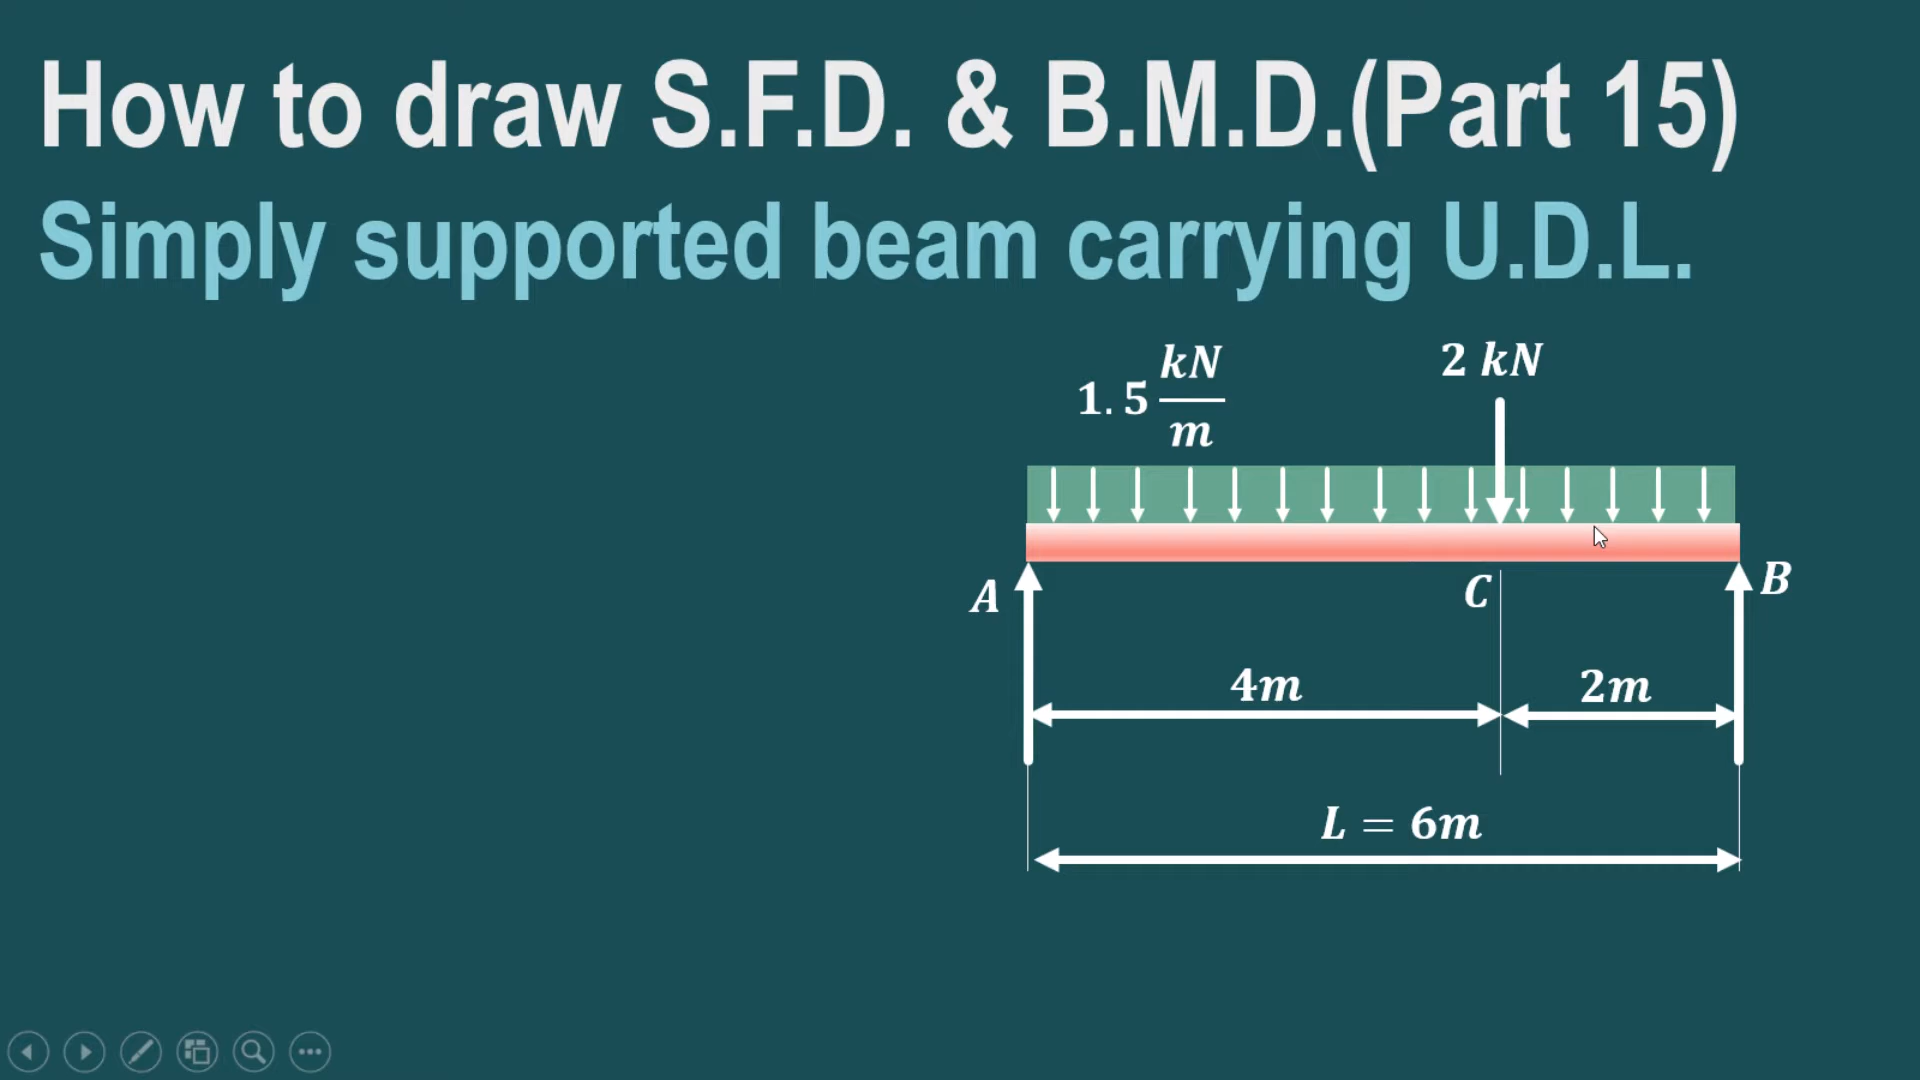 How to draw S.F.D. & B.M.D.(Part 15)
Simply supported beam carrying U.D.L.
1.5 kN/m
2 kN
A
C
B
4m
2m
L = 6m